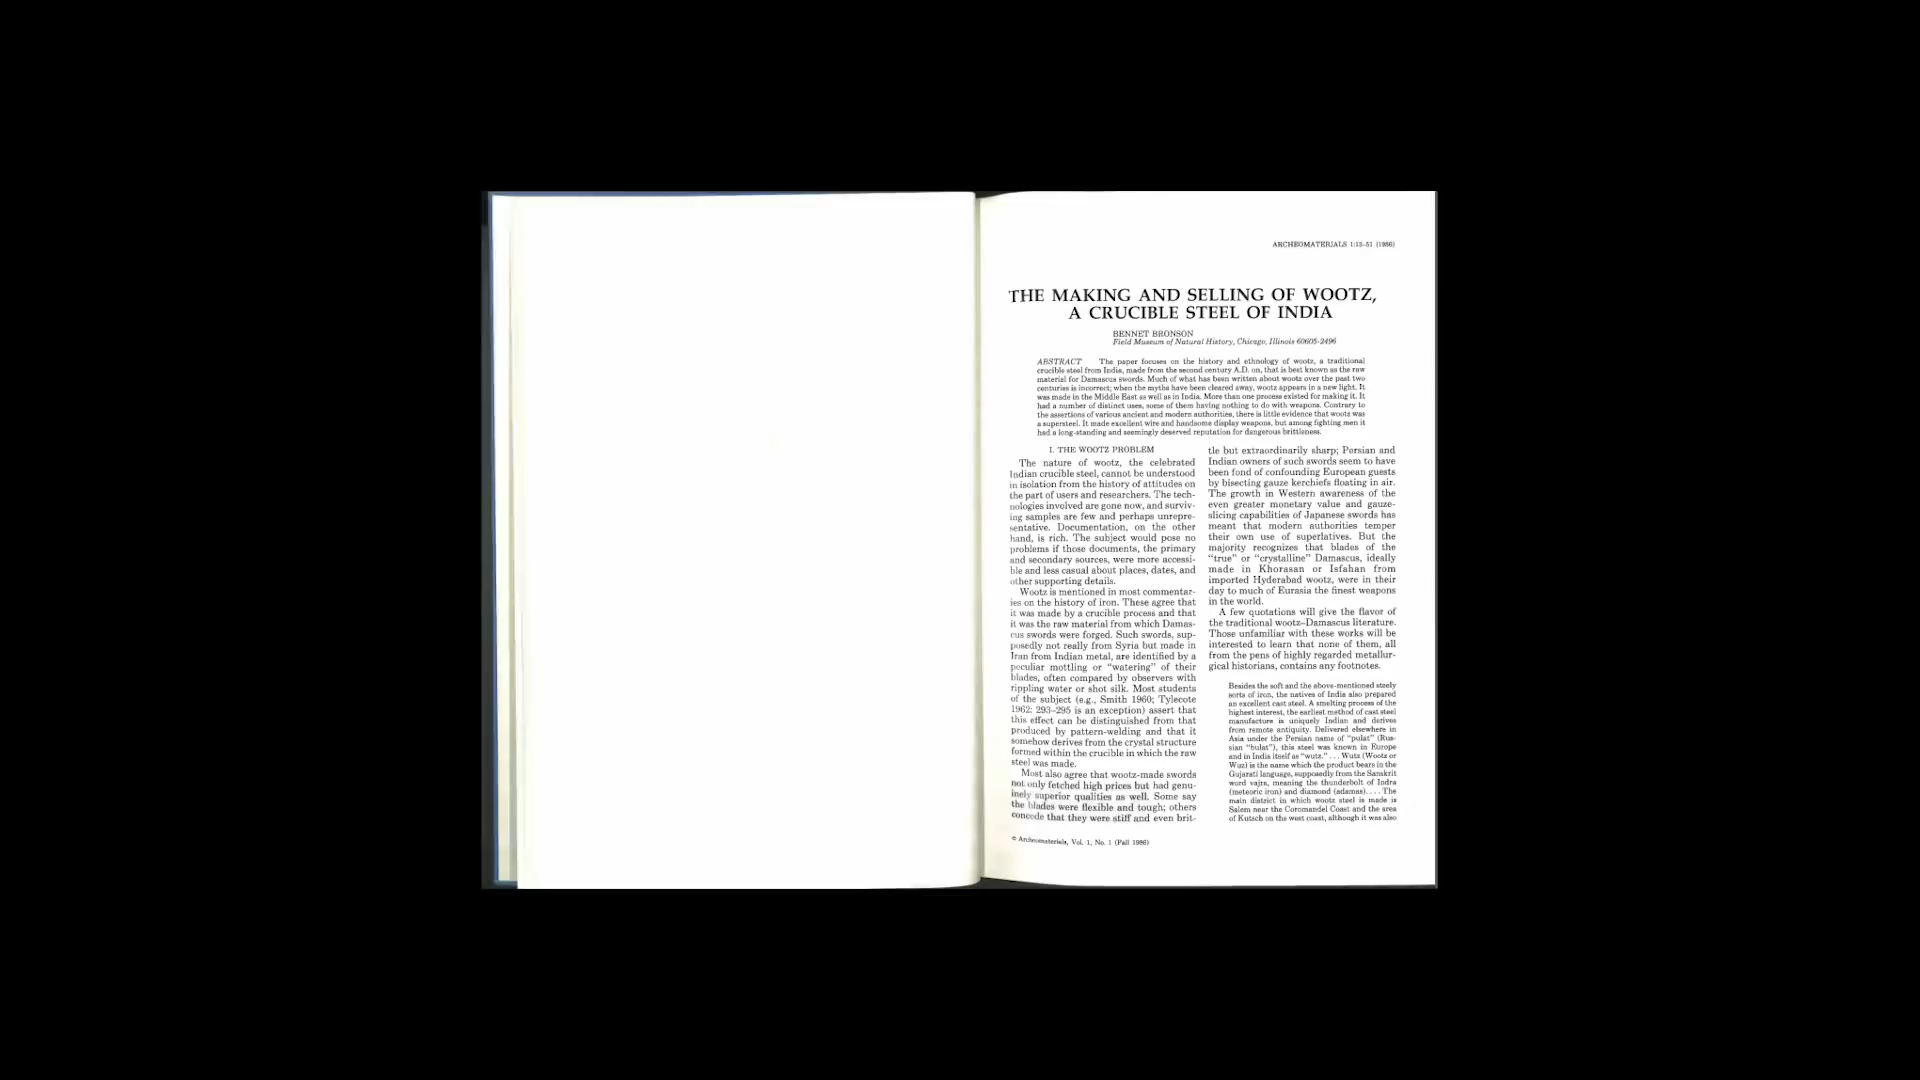 ARCHEOMATERIALS 1:13–51 (1986)
THE MAKING AND SELLING OF WOOTZ,
A CRUCIBLE STEEL OF INDIA
BENNET BRONSON
Field Museum of Natural History, Chicago, Illinois 60605-2496
ABSTRACT The paper focuses on the history and ethnology of wootz, a traditional
crucible steel from India, made from the second century A.D. on, that is best known as the raw
material for Damascus swords. Much of what has been written about wootz over the past two
centuries is incorrect; when the myths have been cleared away, wootz appears in a new light. It
was made in the Middle East as well as in India. More than one process existed for making it. It
had a number of distinct uses, some of them having nothing to do with weapons. Contrary to
the assertions of various ancient and modern authorities, there is little evidence that wootz was
a supersteel. It made excellent wire and handsome display weapons, but among fighting men it
had a long-standing and seemingly deserved reputation for dangerous brittleness.
I. THE WOOTZ PROBLEM
The nature of wootz, the celebrated
Indian crucible steel, cannot be understood
in isolation from the history of attitudes on
the part of users and researchers. The tech-
nologies involved are gone now, and surviv-
ing samples are few and perhaps unrepre-
sentative. Documentation, on the other
hand, is rich. The subject would pose no
problems if those documents, the primary
and secondary sources, were more accessi-
ble and less casual about places, dates, and
other supporting details.
Wootz is mentioned in most commentar-
ies on the history of iron. These agree that
it was made by a crucible process and that
it was the raw material from which Damas-
cus swords were forged. Such swords, sup-
posedly not really from Syria but made in
Iran from Indian metal, are identified by a
peculiar mottling or “watering” of their
blades, often compared by observers with
rippling water or shot silk. Most students
of the subject (e.g., Smith 1960; Tylecote
1962: 293–295 is an exception) assert that
this effect can be distinguished from that
produced by pattern-welding and that it
somehow derives from the crystal structure
formed within the crucible in which the raw
steel was made.
Most also agree that wootz-made swords
not only fetched high prices but had genu-
inely superior qualities as well. Some say
the blades were flexible and tough; others
concede that they were stiff and even brit-
tle but extraordinarily sharp; Persian and
Indian owners of such swords seem to have
been fond of confounding European guests
by bisecting gauze kerchiefs floating in air.
The growth in Western awareness of the
even greater monetary value and gauze-
slicing capabilities of Japanese swords has
meant that modern authorities temper
their own use of superlatives. But the
majority recognizes that blades of the
“true” or “crystalline” Damascus, ideally
made in Khorasan or Isfahan from
imported Hyderabad wootz, were in their
day to much of Eurasia the finest weapons
in the world.
A few quotations will give the flavor of
the traditional wootz–Damascus literature.
Those unfamiliar with these works will be
interested to learn that none of them, all
from the pens of highly regarded metallur-
gical historians, contains any footnotes.
Besides the soft and the above-mentioned steely
sorts of iron, the natives of India also prepared
an excellent cast steel. A smelting process of the
highest interest, the earliest method of cast steel
manufacture is uniquely Indian and derives
from remote antiquity. Delivered elsewhere in
Asia under the Persian name of “pulat” (Rus-
sian “bulat”), this steel was known in Europe
and in India itself as “wutz.” . . . Wutz (Wootz or
Wuz) is the name which the product bears in the
Gujarati language, supposedly from the Sanskrit
word vajra, meaning the thunderbolt of Indra
(meteoric iron) and diamond (adamas). . . . The
main district in which wootz steel is made is
Salem near the Coromandel Coast and the area
of Kutsch on the west coast, although it was also
© Archeomaterials, Vol. 1, No. 1 (Fall 1986)